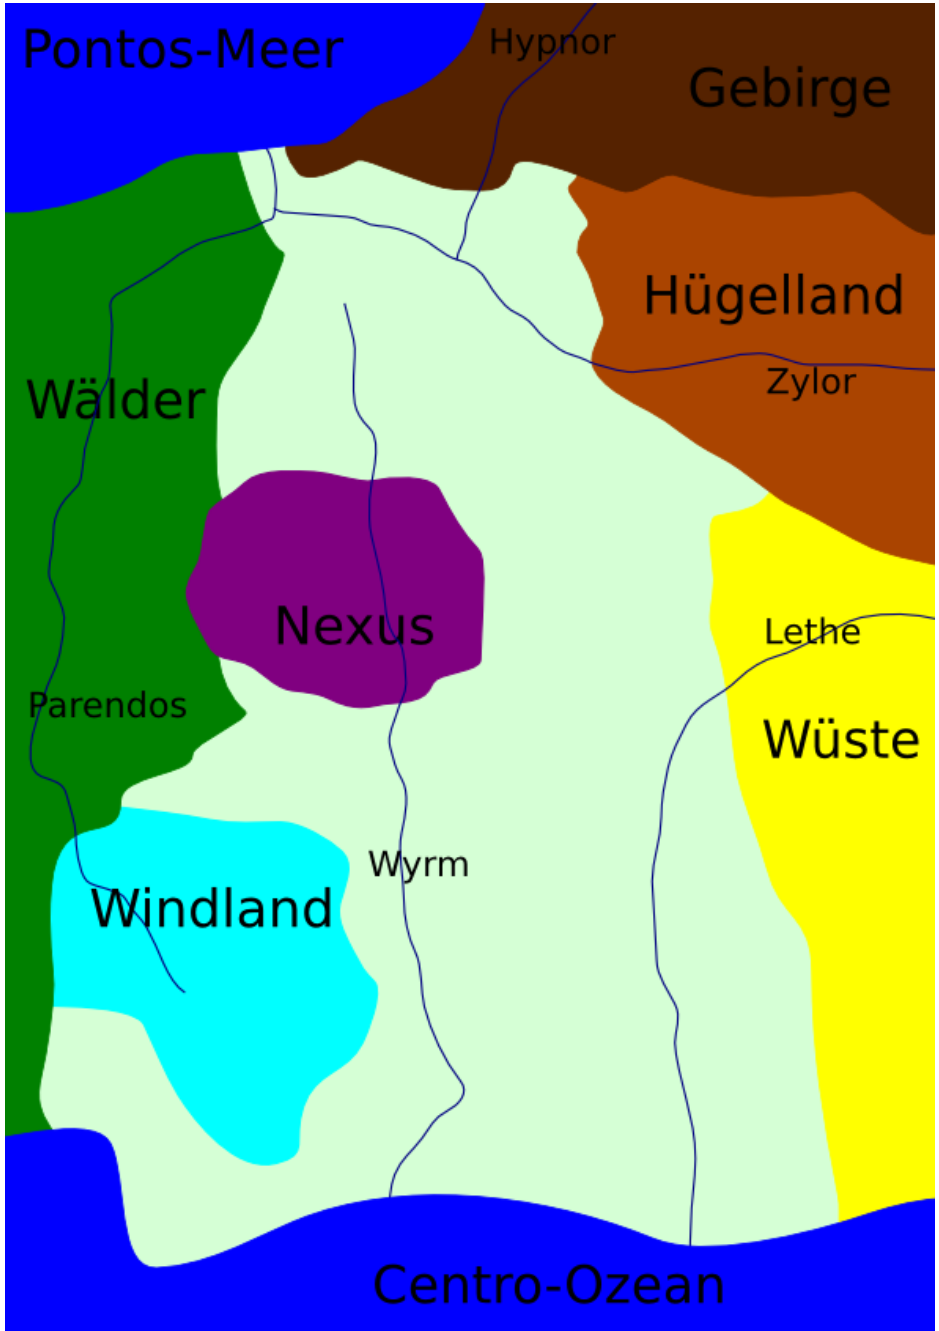 Pontos-Meer
Hypnor
Gebirge
Hügelland
Zylor
Wälder
Nexus
Lethe
Parendos
Wüste
Wyrm
Windland
Centro-Ozean